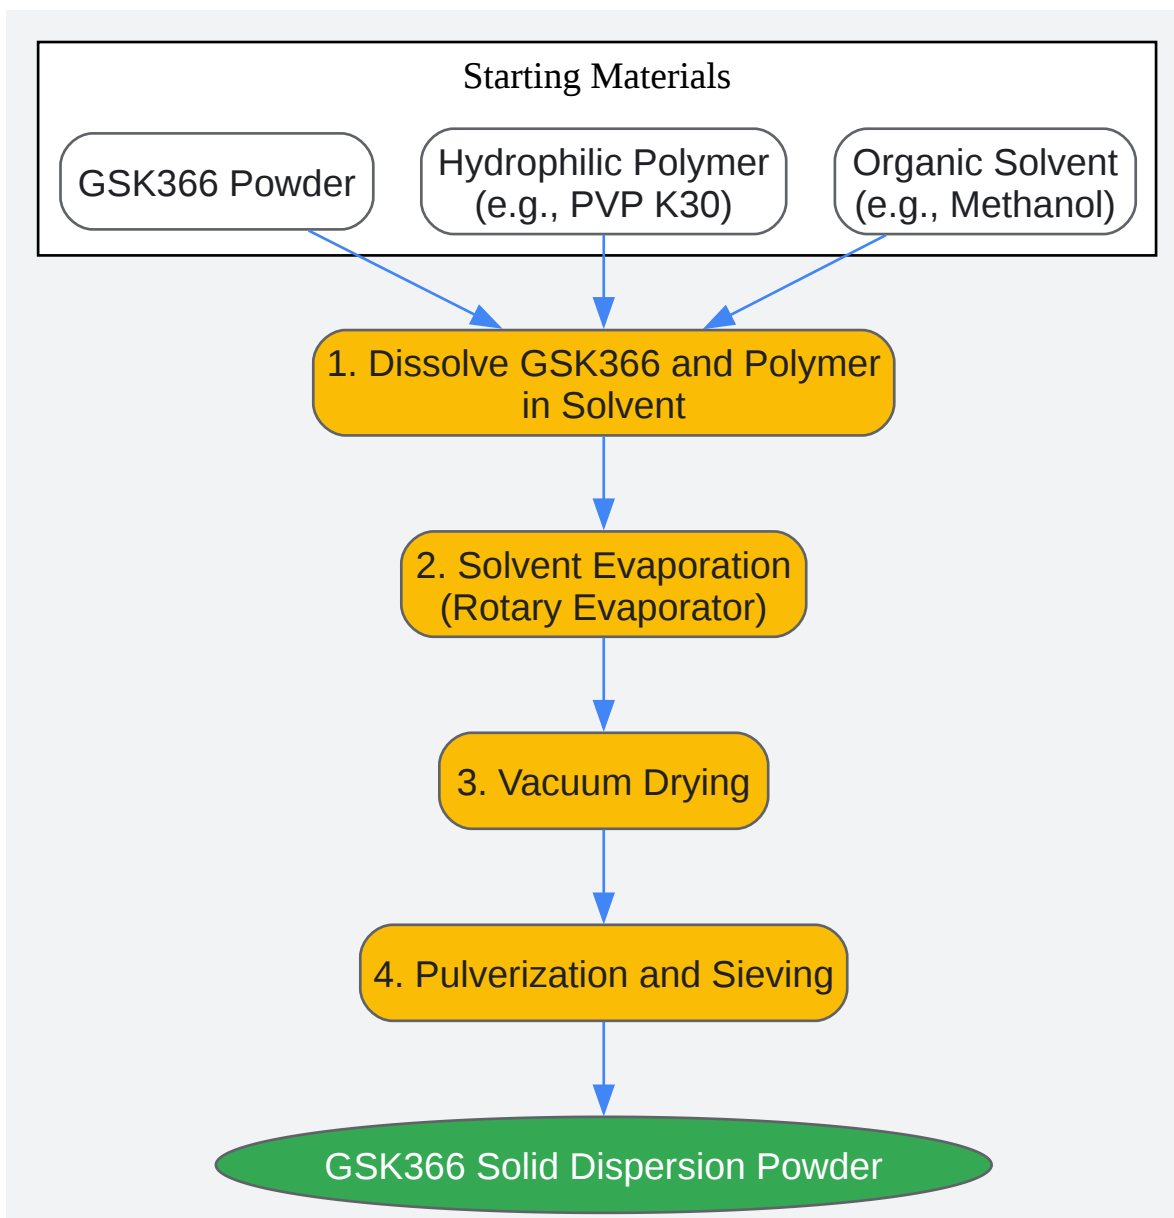 Starting Materials
GSK366 Powder
Hydrophilic Polymer
(e.g., PVP K30)
Organic Solvent
(e.g., Methanol)
1. Dissolve GSK366 and Polymer
in Solvent
2. Solvent Evaporation
(Rotary Evaporator)
3. Vacuum Drying
4. Pulverization and Sieving
GSK366 Solid Dispersion Powder